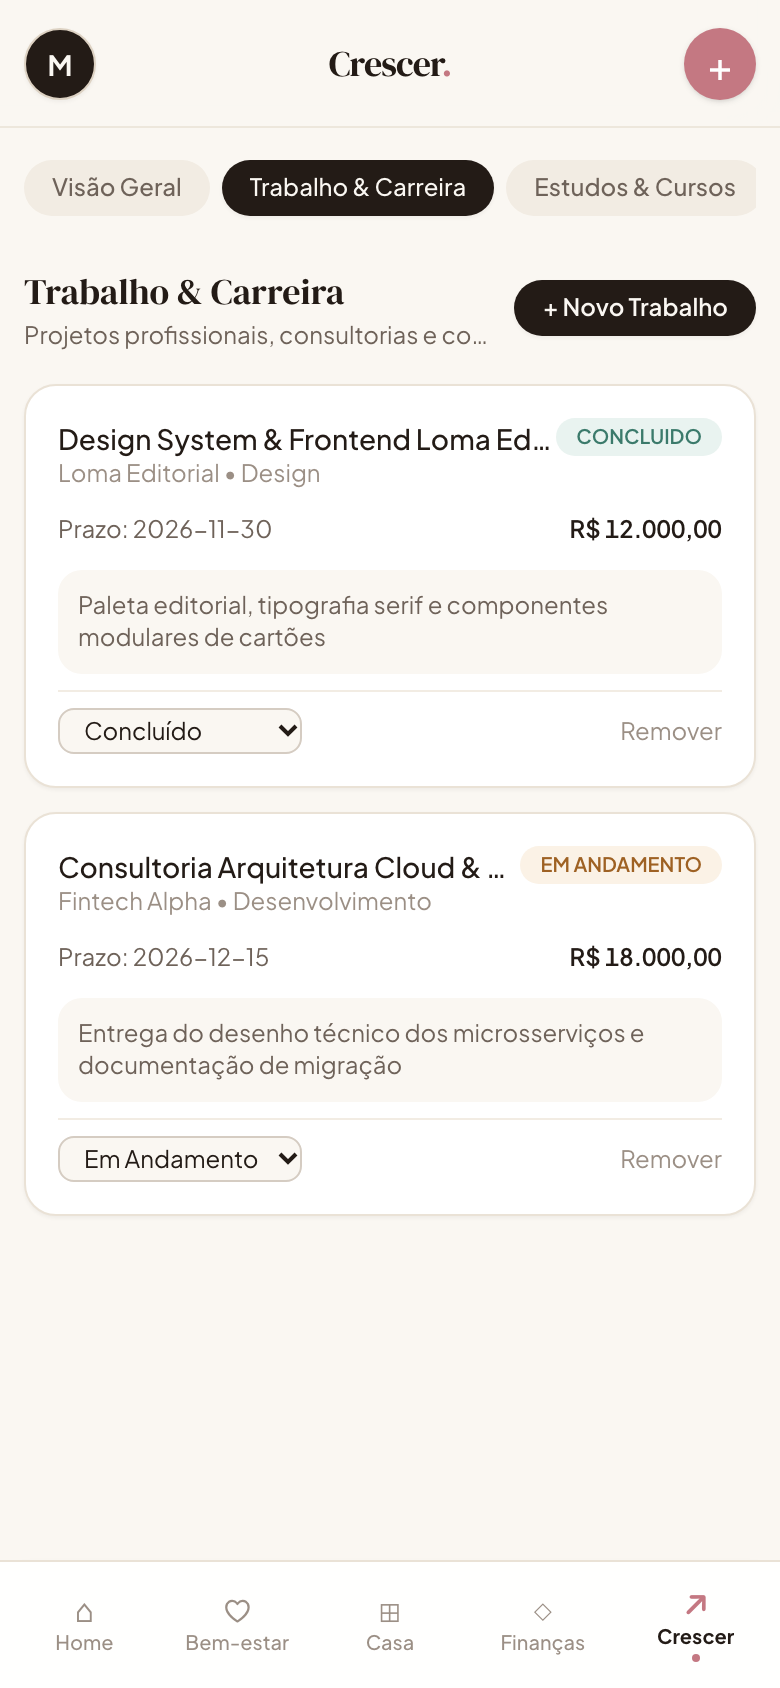 M
Crescer.
+
Visão Geral
Trabalho & Carreira
Estudos & Cursos
Trabalho & Carreira
Projetos profissionais, consultorias e co...
+ Novo Trabalho
Design System & Frontend Loma Ed...
CONCLUIDO
Loma Editorial • Design
Prazo: 2026-11-30
R$ 12.000,00
Paleta editorial, tipografia serif e componentes
modulares de cartões
Concluído
Remover
Consultoria Arquitetura Cloud & ...
EM ANDAMENTO
Fintech Alpha • Desenvolvimento
Prazo: 2026-12-15
R$ 18.000,00
Entrega do desenho técnico dos microsserviços e
documentação de migração
Em Andamento
Remover
Home
Bem-estar
Casa
Finanças
Crescer